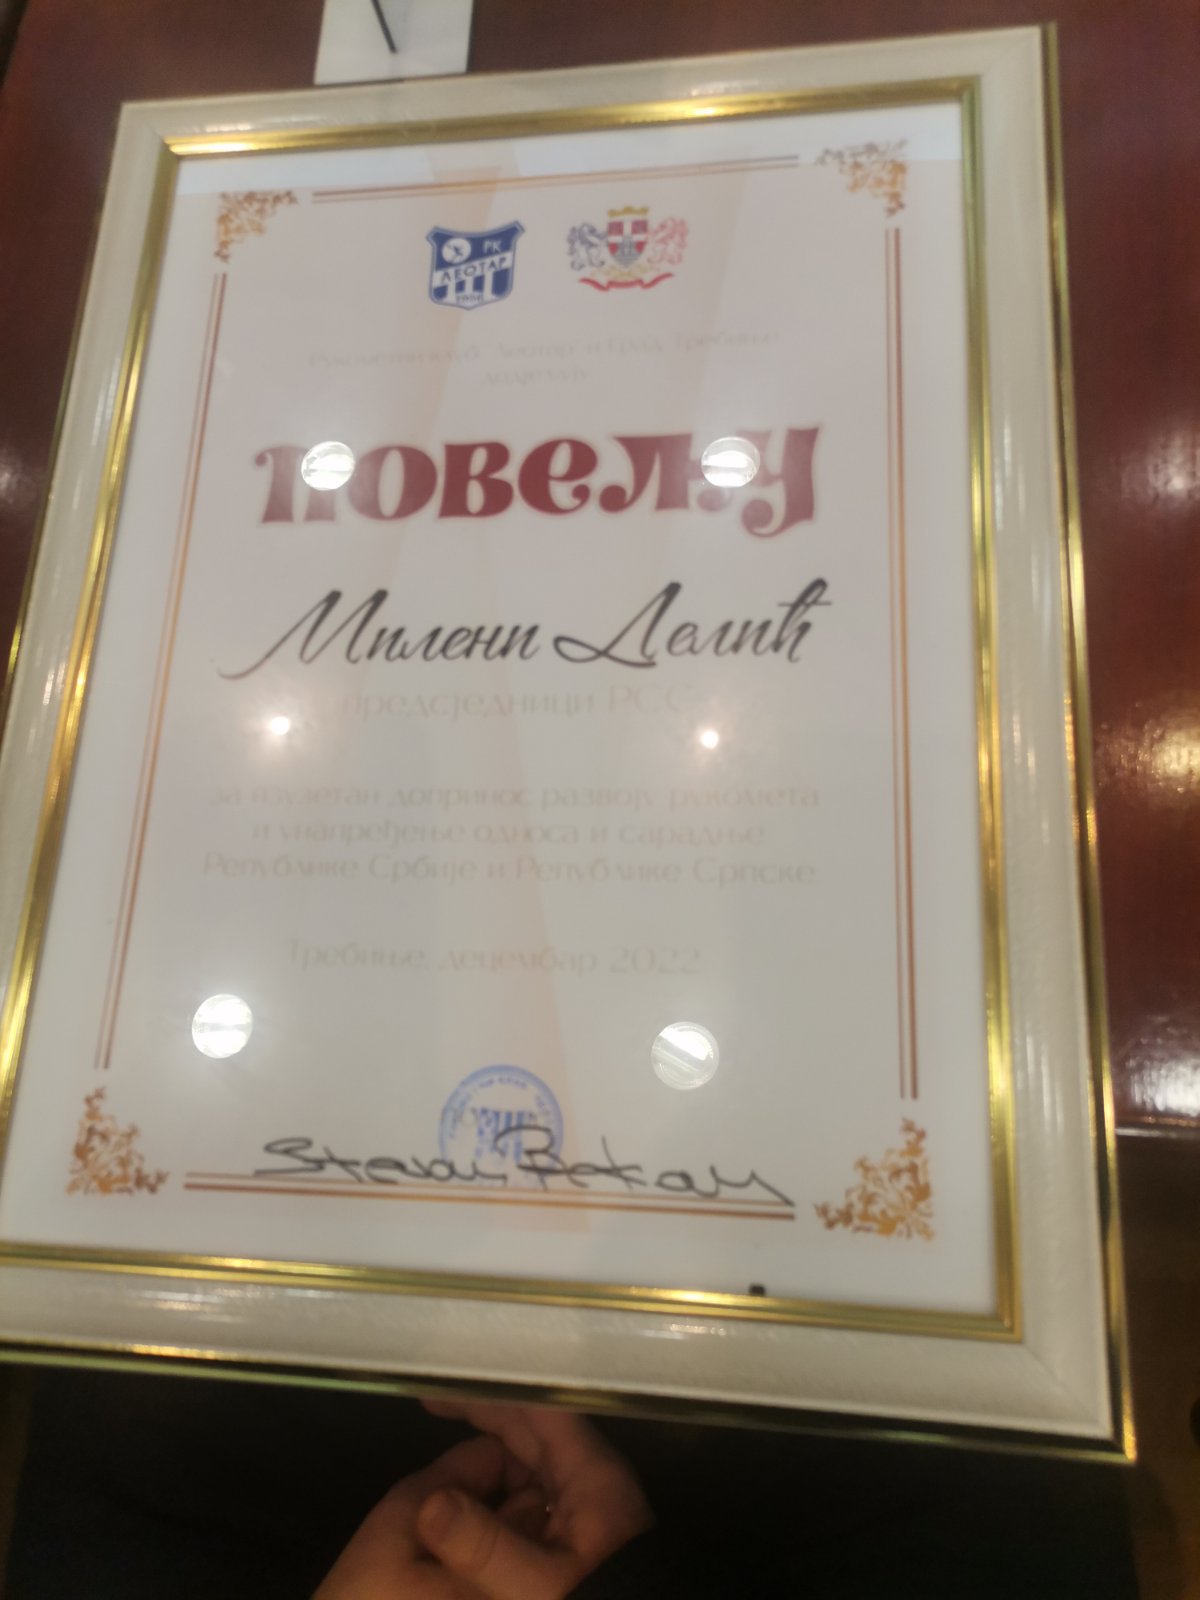 РК
ЛЕОТАР
Рукометни клуб "Леотар" и Град Требиње
додјељују
повељу
Милени Делић
предсједници РСС
за изузетан допринос развоју рукомета
и унапређење односа и сарадње
Републике Србије и Републике Српске
Требиње, децембар 2022